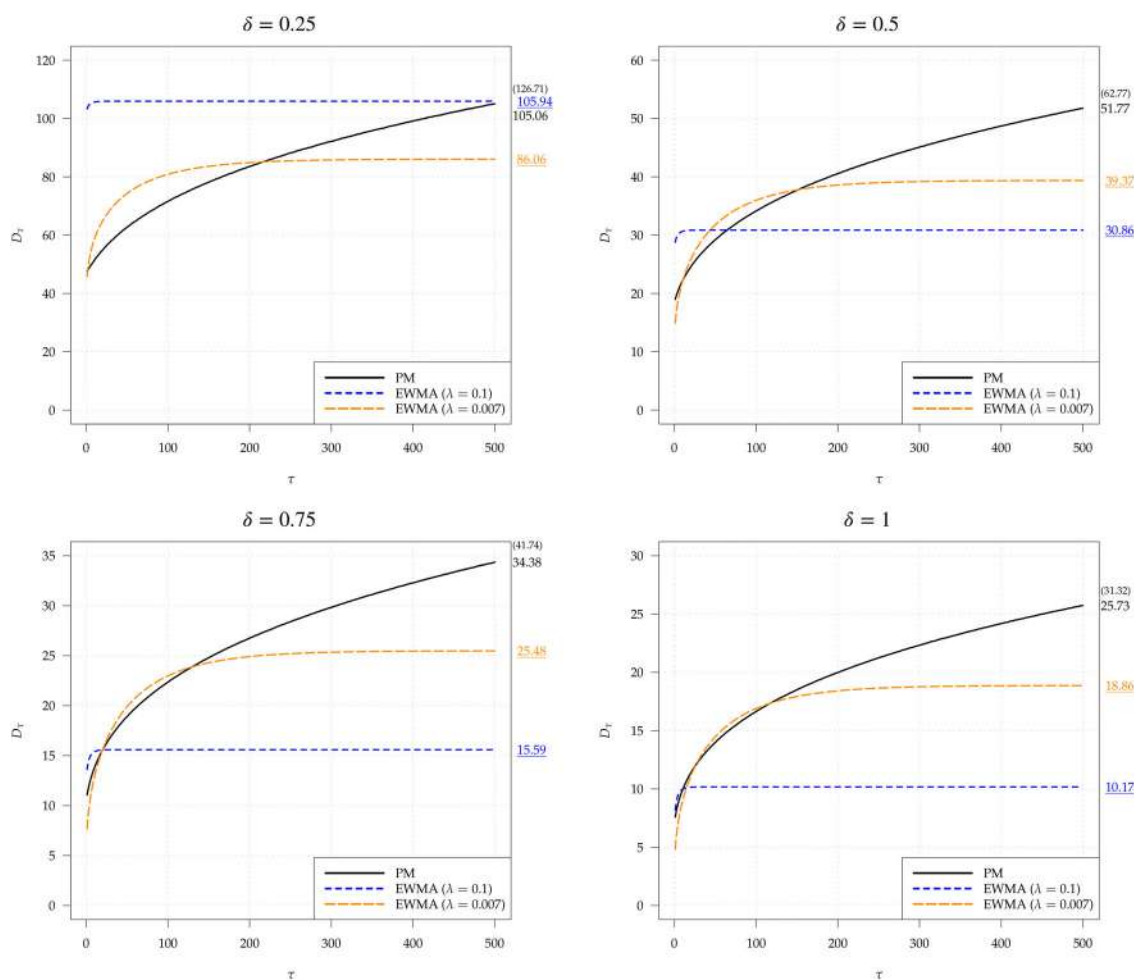 δ = 0.25
120
100
80
60
40
20
0
D_τ
(126.71)
105.94
105.06
86.06
PM
EWMA (λ = 0.1)
EWMA (λ = 0.007)
0 100 200 300 400 500
τ
δ = 0.5
60
50
40
30
20
10
0
D_τ
(62.77)
51.77
39.37
30.86
PM
EWMA (λ = 0.1)
EWMA (λ = 0.007)
0 100 200 300 400 500
τ
δ = 0.75
35
30
25
20
15
10
5
0
D_τ
(41.74)
34.38
25.48
15.59
PM
EWMA (λ = 0.1)
EWMA (λ = 0.007)
0 100 200 300 400 500
τ
δ = 1
30
25
20
15
10
5
0
D_τ
(31.32)
25.73
18.86
10.17
PM
EWMA (λ = 0.1)
EWMA (λ = 0.007)
0 100 200 300 400 500
τ